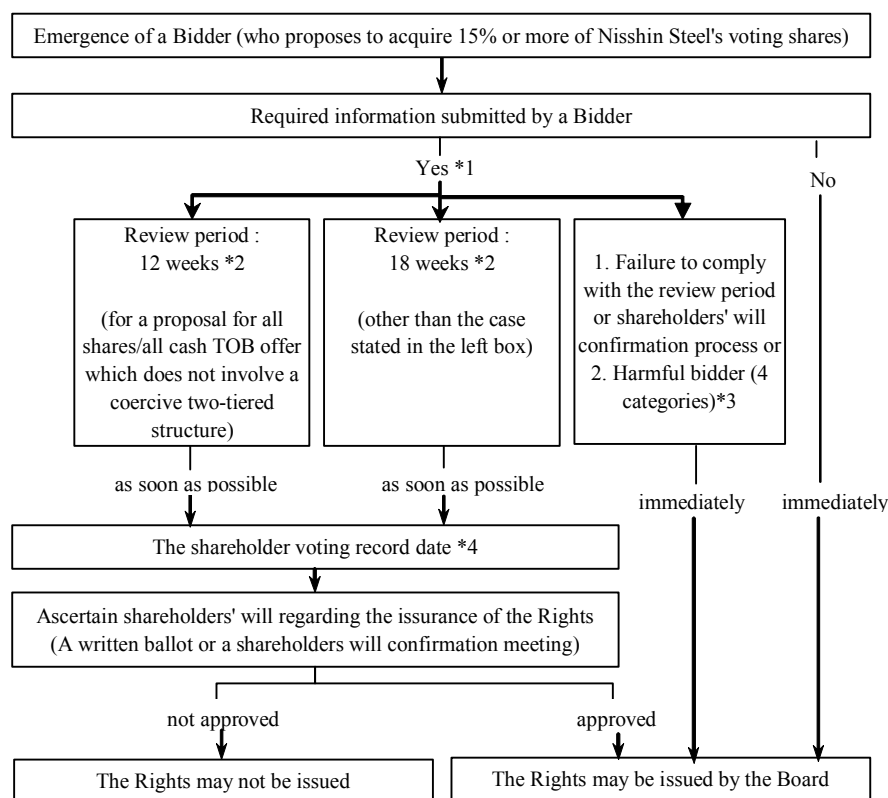 Emergence of a Bidder (who proposes to acquire 15% or more of Nisshin Steel's voting shares)
Required information submitted by a Bidder
Yes *1
No
Review period :
12 weeks *2
(for a proposal for all
shares/all cash TOB offer
which does not involve a
coercive two-tiered
structure)
Review period :
18 weeks *2
(other than the case
stated in the left box)
1. Failure to comply
with the review period
or shareholders' will
confirmation process or
2. Harmful bidder (4
categories)*3
as soon as possible
as soon as possible
immediately
immediately
The shareholder voting record date *4
Ascertain shareholders' will regarding the issurance of the Rights
(A written ballot or a shareholders will confirmation meeting)
not approved
approved
The Rights may not be issued
The Rights may be issued by the Board